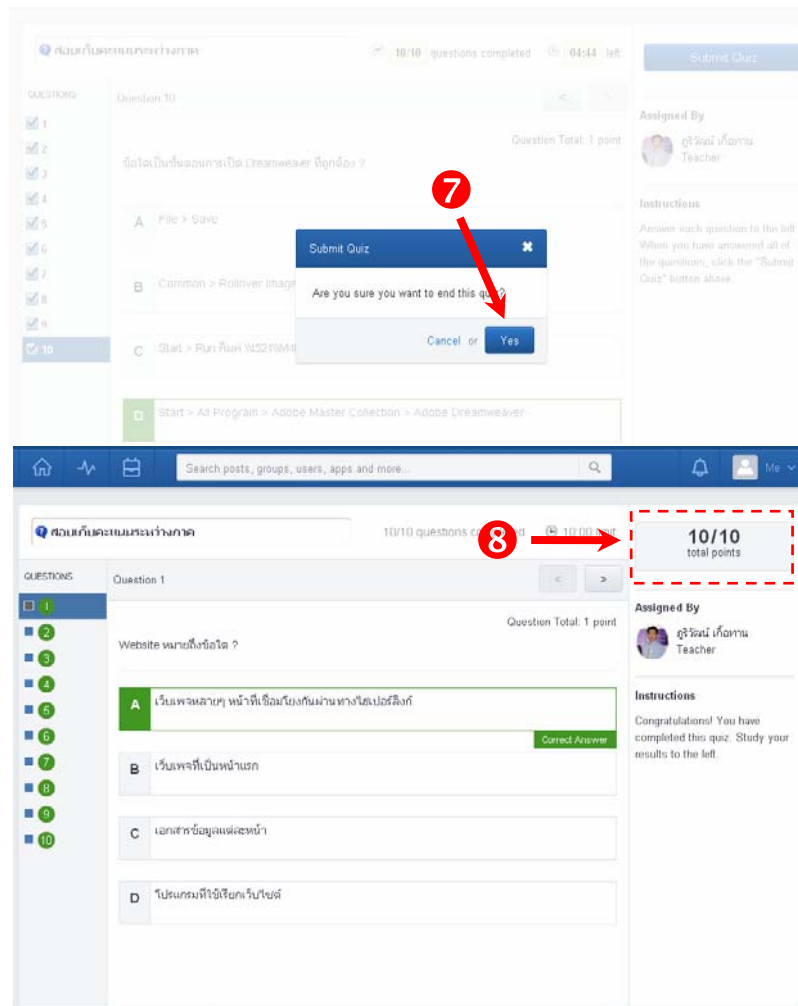 สอบเก็บคะแนนระหว่างภาค
10/10 questions completed
04:44 left
Submit Quiz
QUESTIONS
Question 10
<
>
1
2
3
4
5
6
7
8
9
10
Question Total: 1 point
ข้อใดเป็นขั้นตอนการเปิด Dreamweaver ที่ถูกต้อง ?
A File > Save
B Common > Rollover Image
C Start > Run พิมพ์
D Start > All Program > Adobe Master Collection > Adobe Dreamweaver
Assigned By
ภูริวัฒน์
Teacher
Instructions
Answer each question to the left
When you have answered all of
the questions, click the "Submit
Quiz" button above.
7
Submit Quiz
Are you sure you want to end this quiz?
Cancel or Yes
Search posts, groups, users, apps and more...
Me
สอบเก็บคะแนนระหว่างภาค
10/10 questions completed
10:00 limit
8
10/10
total points
QUESTIONS
Question 1
<
>
1
2
3
4
5
6
7
8
9
10
Question Total: 1 point
Website หมายถึงข้อใด ?
A เว็บเพจหลายๆ หน้าที่เชื่อมโยงกันผ่านทางไฮเปอร์ลิงก์
Correct Answer
B เว็บเพจที่เป็นหน้าแรก
C เอกสารข้อมูลแต่ละหน้า
D โปรแกรมที่ใช้เรียกเว็บไซต์
Assigned By
ภูริวัฒน์
Teacher
Instructions
Congratulations! You have
completed this quiz. Study your
results to the left.